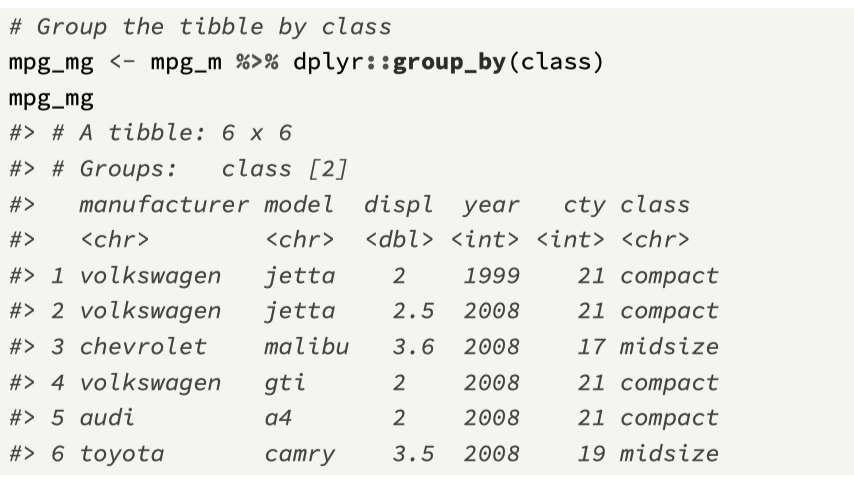 # Group the tibble by class
mpg_mg <- mpg_m %>% dplyr::group_by(class)
mpg_mg
#> # A tibble: 6 x 6
#> # Groups:   class [2]
#>   manufacturer model  displ  year   cty class
#>   <chr>        <chr>  <dbl> <int> <int> <chr>
#> 1 volkswagen   jetta    2    1999    21 compact
#> 2 volkswagen   jetta    2.5  2008    21 compact
#> 3 chevrolet    malibu   3.6  2008    17 midsize
#> 4 volkswagen   gti      2    2008    21 compact
#> 5 audi         a4       2    2008    21 compact
#> 6 toyota       camry    3.5  2008    19 midsize